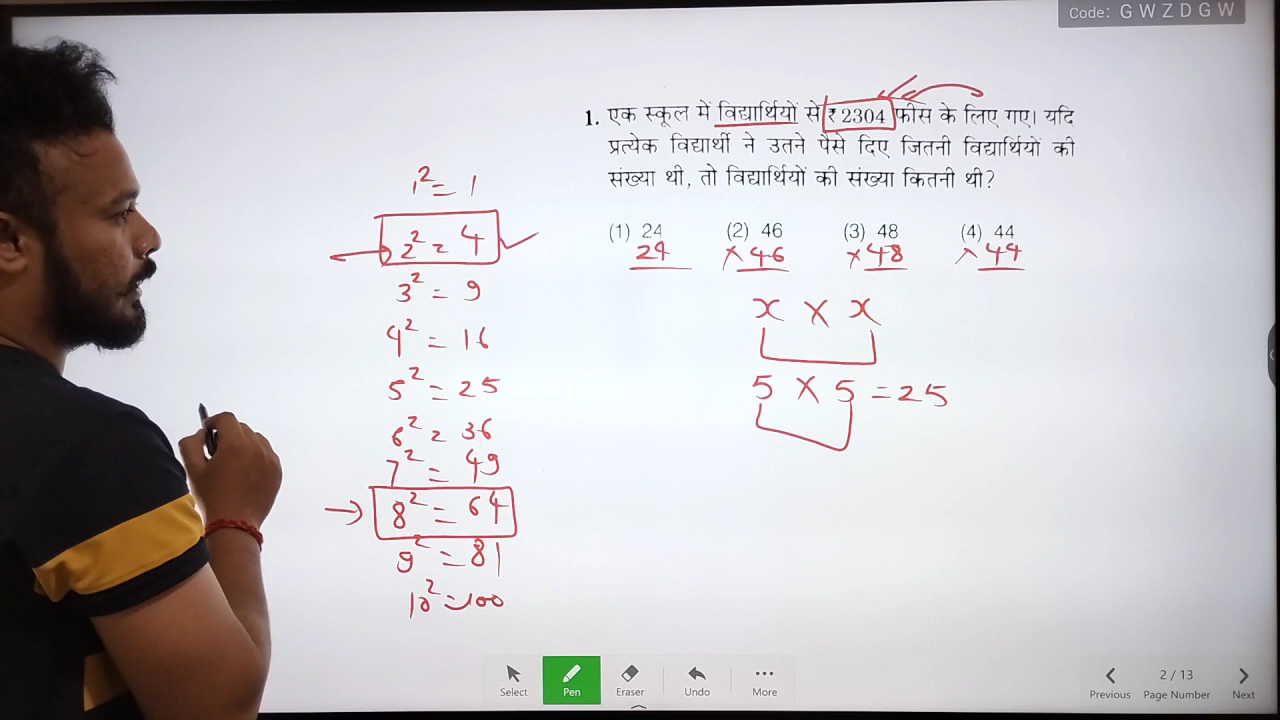 Code: G W Z D G W
1. एक स्कूल में विद्यार्थियों से ₹ 2304 फीस के लिए गए। यदि
प्रत्येक विद्यार्थी ने उतने पैसे दिए जितनी विद्यार्थियों की
संख्या थी, तो विद्यार्थियों की संख्या कितनी थी?
(1) 24 (2) 46 (3) 48 (4) 44
24 × 46 × 48 × 44
x × x
5 × 5 = 25
1² = 1
2² = 4
3² = 9
4² = 16
5² = 25
6² = 36
7² = 49
8² = 64
9² = 81
10² = 100
Select Pen Eraser Undo More
Previous 2 / 13 Page Number Next